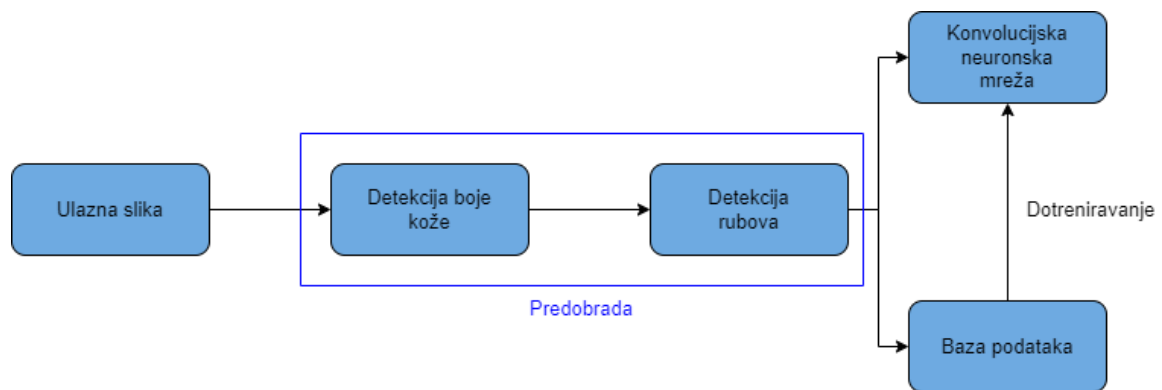 Ulazna slika
Detekcija boje
kože
Detekcija
rubova
Predobrada
Konvolucijska
neuronska
mreža
Dotreniravanje
Baza podataka